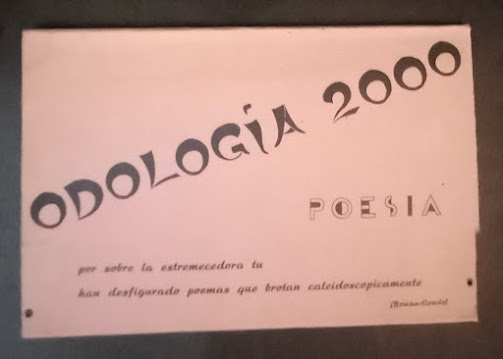 ODOLOGÍA 2000
POESIA
por sobre la estremecedora tu
han desfigurado poemas que brotan caleidoscopicamente